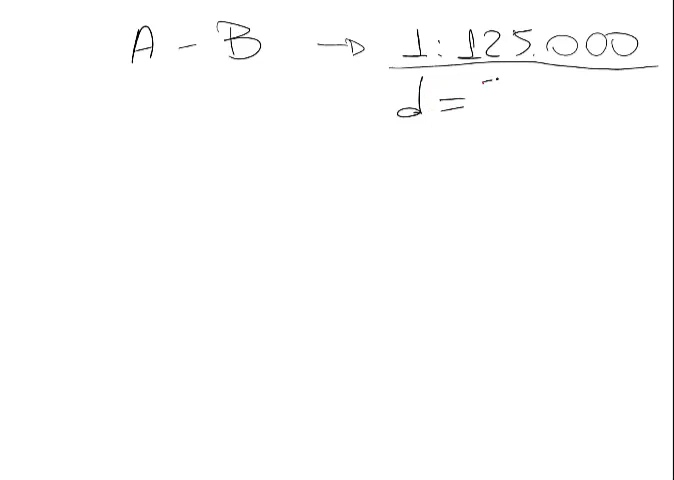 A - B → 1:125.000
d =